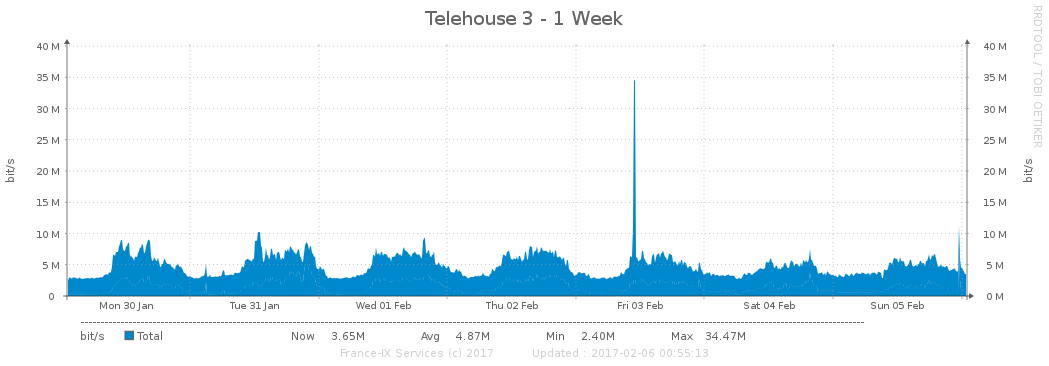 Telehouse 3 - 1 Week
RRDTOOL / TOBI OETIKER
bit/s
40 M 40 M
35 M 35 M
30 M 30 M
25 M 25 M
20 M 20 M
15 M 15 M
10 M 10 M
5 M 5 M
0 0 M
bit/s
Mon 30 Jan Tue 31 Jan Wed 01 Feb Thu 02 Feb Fri 03 Feb Sat 04 Feb Sun 05 Feb
bit/s Total Now 3.65M Avg 4.87M Min 2.40M Max 34.47M
France-IX Services (c) 2017 Updated : 2017-02-06 00:55:13